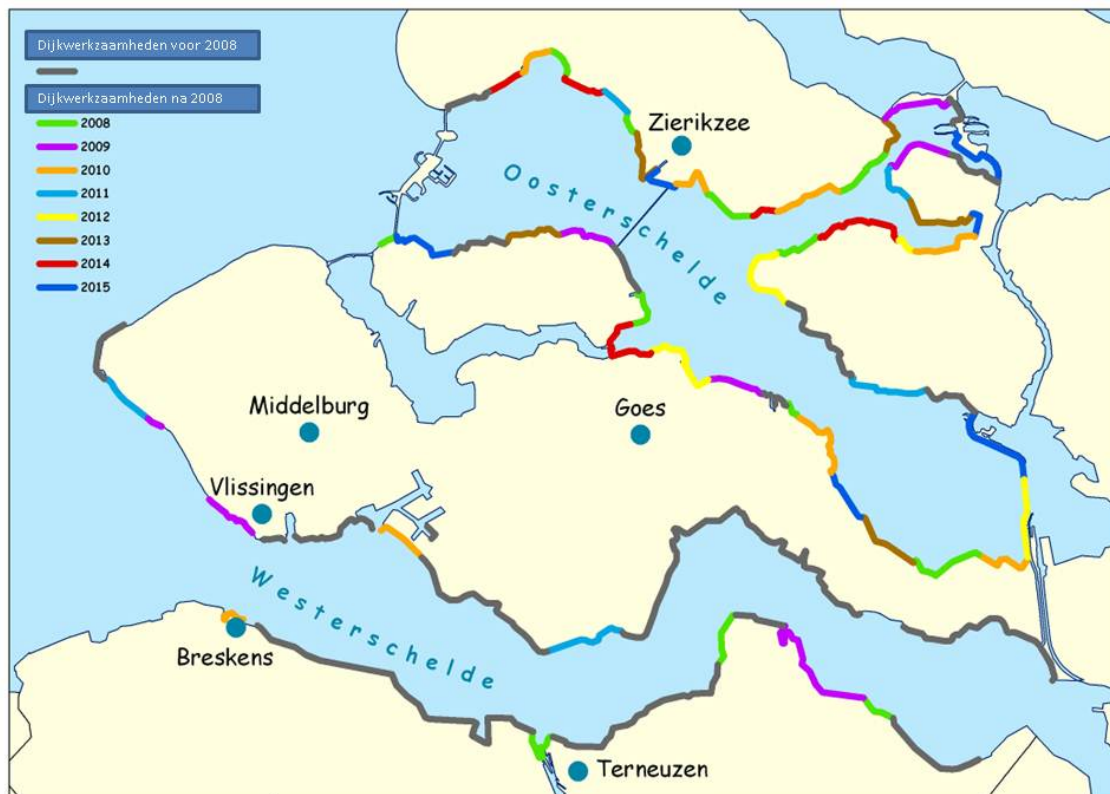 Dijkwerkzaamheden voor 2008
Dijkwerkzaamheden na 2008
2008
2009
2010
2011
2012
2013
2014
2015
Zierikzee
Oosterschelde
Middelburg
Goes
Vlissingen
Westerschelde
Breskens
Terneuzen